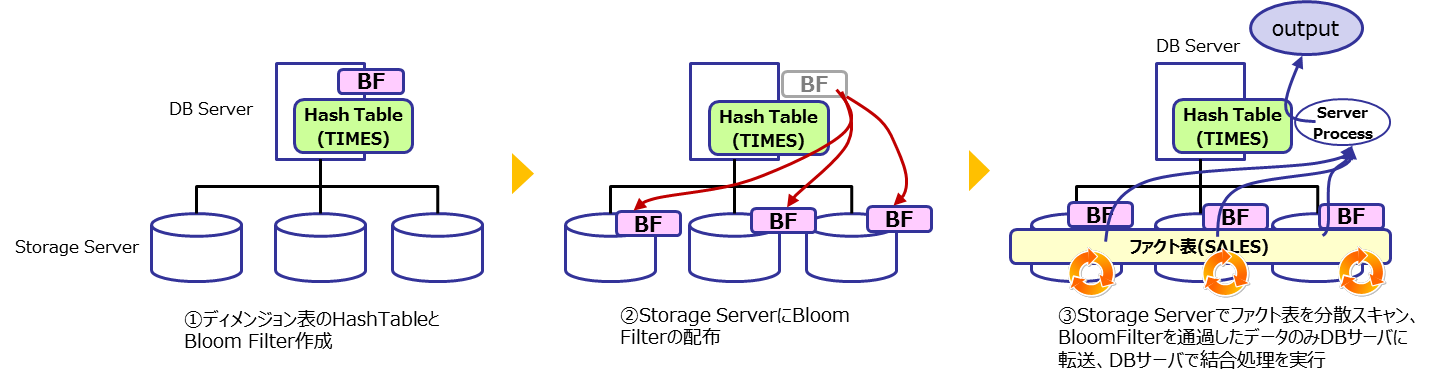 DB Server
BF
Hash Table
(TIMES)
Storage Server
①ディメンジョン表のHashTableと
Bloom Filter作成
BF
Hash Table
(TIMES)
BF
BF
BF
②Storage ServerにBloom
Filterの配布
output
DB Server
Hash Table
(TIMES)
Server
Process
BF
BF
BF
ファクト表(SALES)
③Storage Serverでファクト表を分散スキャン、
BloomFilterを通過したデータのみDBサーバに
転送、DBサーバで結合処理を実行